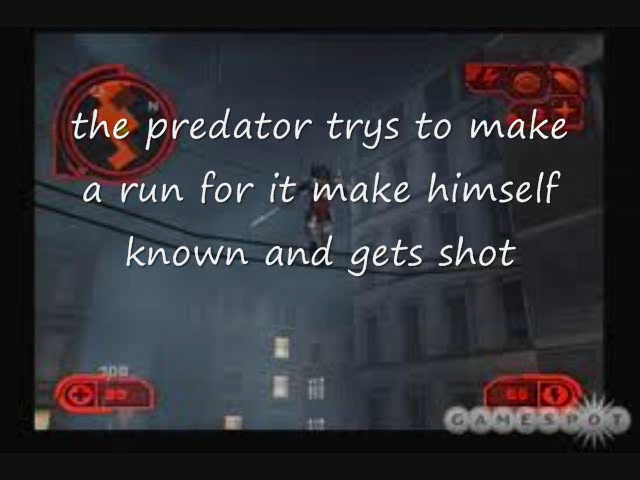 the predator trys to make
a run for it make himself
known and gets shot
N
GAMESPOT